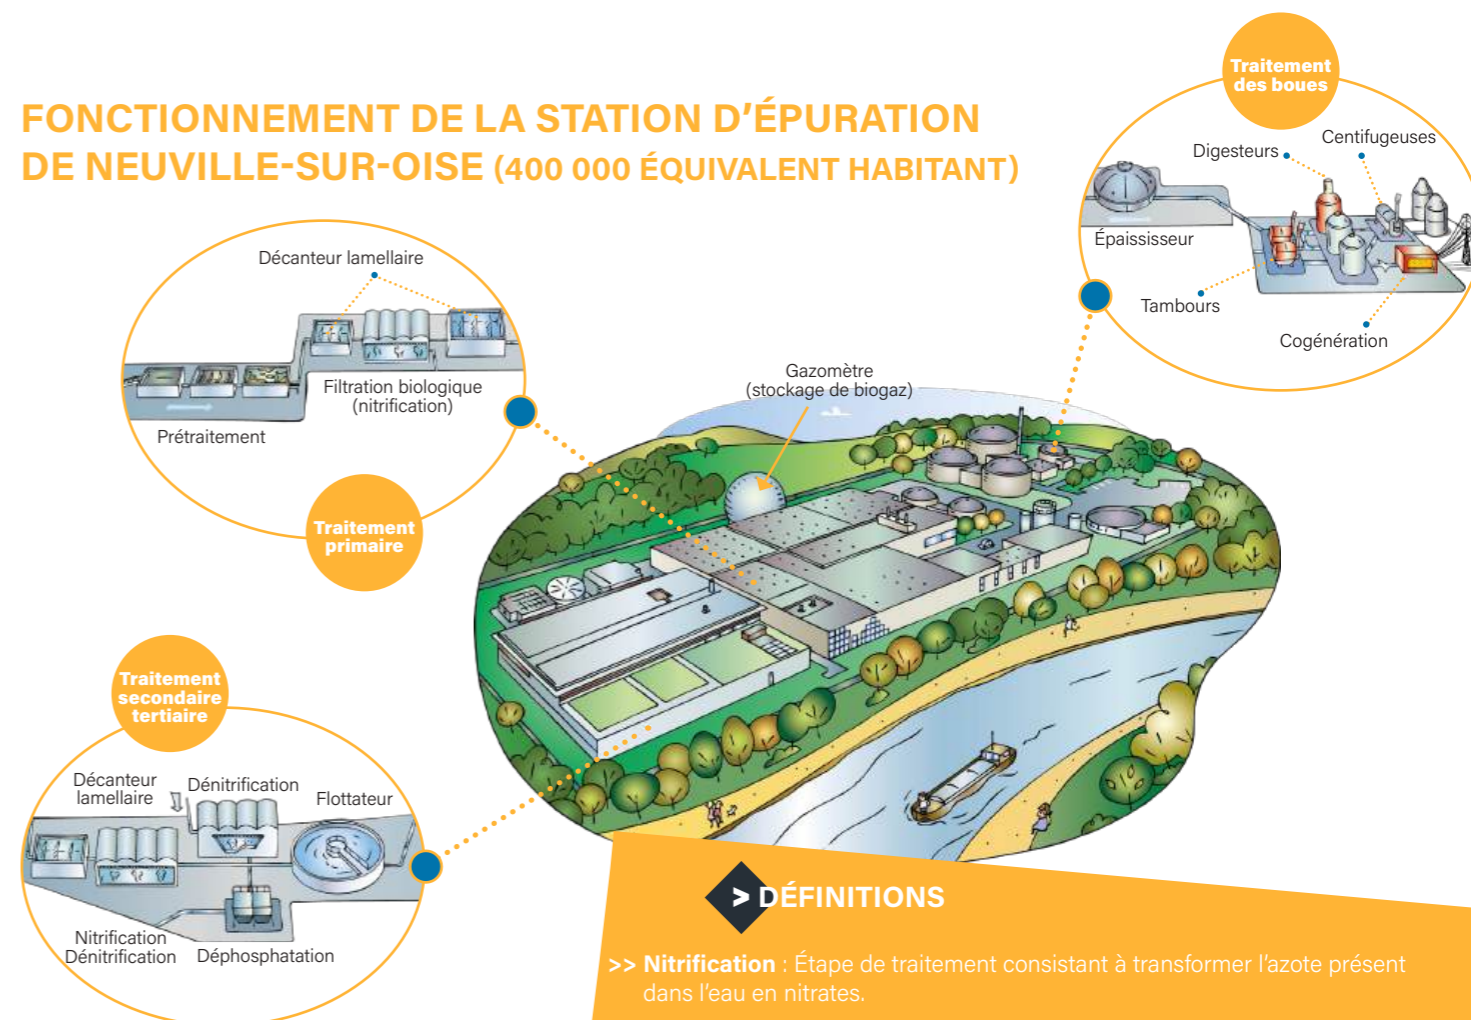 FONCTIONNEMENT DE LA STATION D'ÉPURATION
DE NEUVILLE-SUR-OISE (400 000 ÉQUIVALENT HABITANT)
Traitement
des boues
Digesteurs
Centifugeuses
Épaississeur
Tambours
Cogénération
Décanteur lamellaire
Filtration biologique
(nitrification)
Prétraitement
Traitement
primaire
Gazomètre
(stockage de biogaz)
Traitement
secondaire
tertiaire
Décanteur
lamellaire
Dénitrification
Flottateur
Nitrification
Dénitrification
Déphosphatation
> DÉFINITIONS
>> Nitrification : Étape de traitement consistant à transformer l'azote présent
dans l'eau en nitrates.